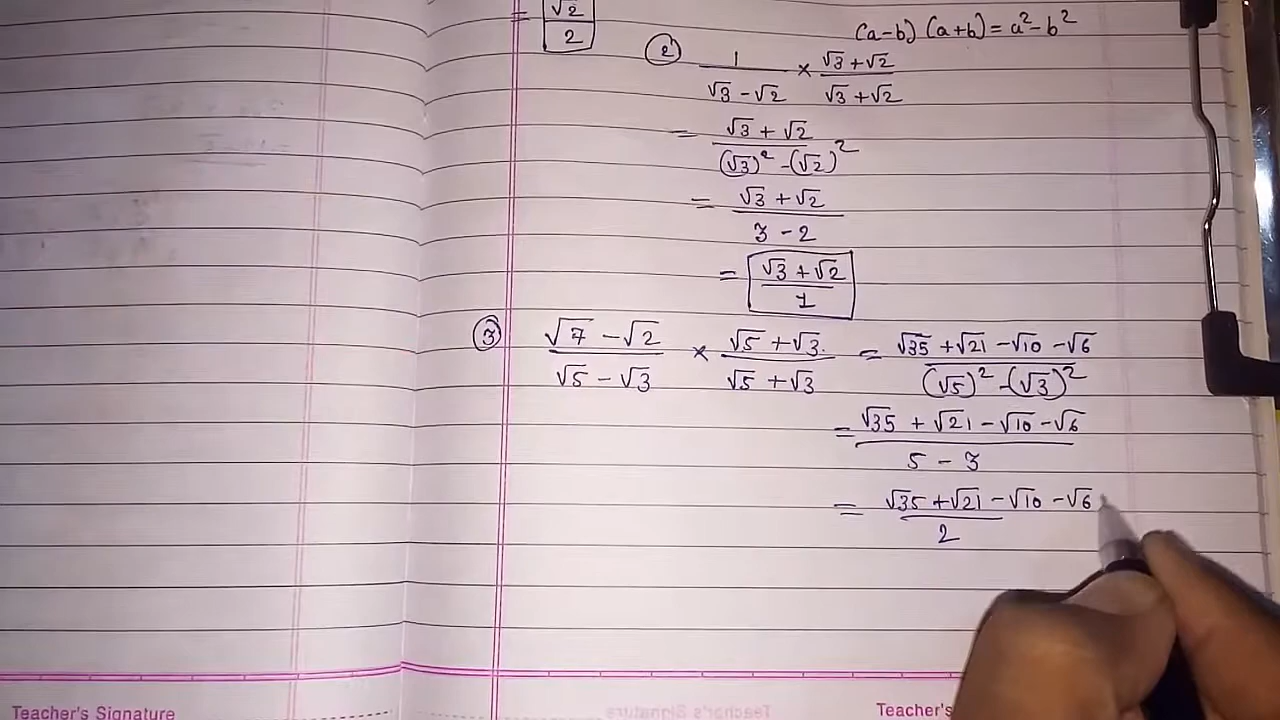 = √2/2
(a-b) (a+b) = a² - b²
② 1/(√3 - √2) × (√3 + √2)/(√3 + √2)
= (√3 + √2)/((√3)² - (√2)²)
= (√3 + √2)/(3 - 2)
= (√3 + √2)/1
③ (√7 - √2)/(√5 - √3) × (√5 + √3)/(√5 + √3) = (√35 + √21 - √10 - √6)/((√5)² - (√3)²)
= (√35 + √21 - √10 - √6)/(5 - 3)
= (√35 + √21 - √10 - √6)/2
Teacher's Signature
Teacher's